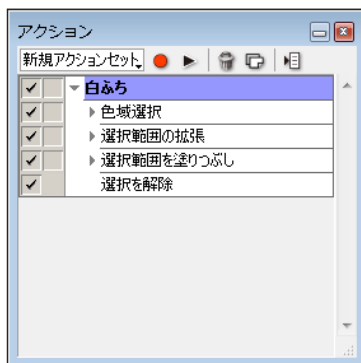 アクション
新規アクションセット
白ふち
色域選択
選択範囲の拡張
選択範囲を塗りつぶし
選択を解除